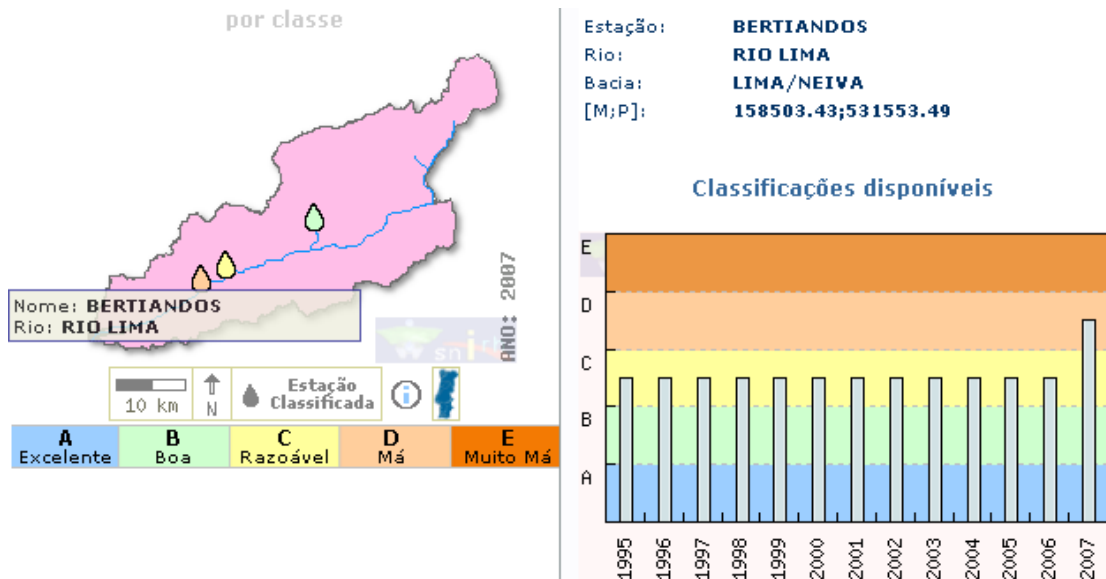 por classe
ANO: 2007
Nome: BERTIANDOS
Rio: RIO LIMA
snirh
10 km
N
Estação
Classificada
A
Excelente
B
Boa
C
Razoável
D
Má
E
Muito Má
Estação: BERTIANDOS
Rio: RIO LIMA
Bacia: LIMA/NEIVA
[M;P]: 158503.43;531553.49
Classificações disponíveis
E
D
C
B
A
1995
1996
1997
1998
1999
2000
2001
2002
2003
2004
2005
2006
2007